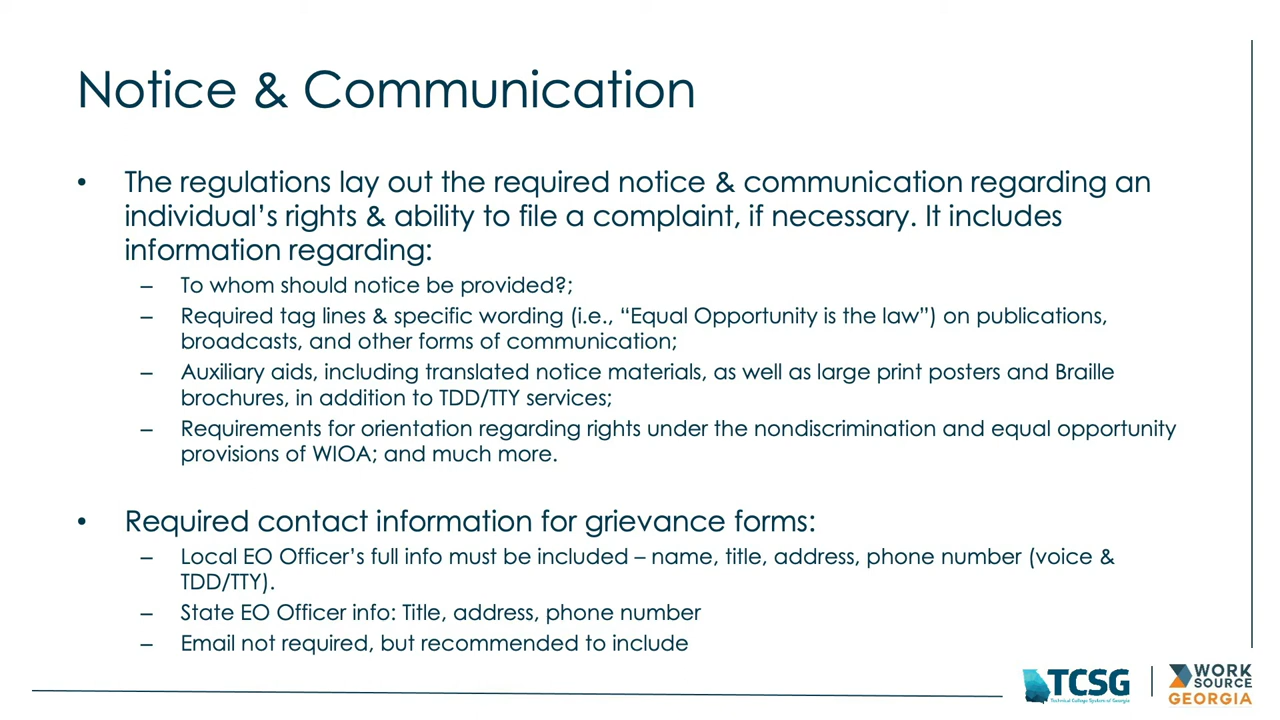 Notice & Communication
• The regulations lay out the required notice & communication regarding an
individual’s rights & ability to file a complaint, if necessary. It includes
information regarding:
– To whom should notice be provided?;
– Required tag lines & specific wording (i.e., “Equal Opportunity is the law”) on publications,
broadcasts, and other forms of communication;
– Auxiliary aids, including translated notice materials, as well as large print posters and Braille
brochures, in addition to TDD/TTY services;
– Requirements for orientation regarding rights under the nondiscrimination and equal opportunity
provisions of WIOA; and much more.
• Required contact information for grievance forms:
– Local EO Officer’s full info must be included – name, title, address, phone number (voice &
TDD/TTY).
– State EO Officer info: Title, address, phone number
– Email not required, but recommended to include
TCSG
Technical College System of Georgia
WORK
SOURCE
GEORGIA